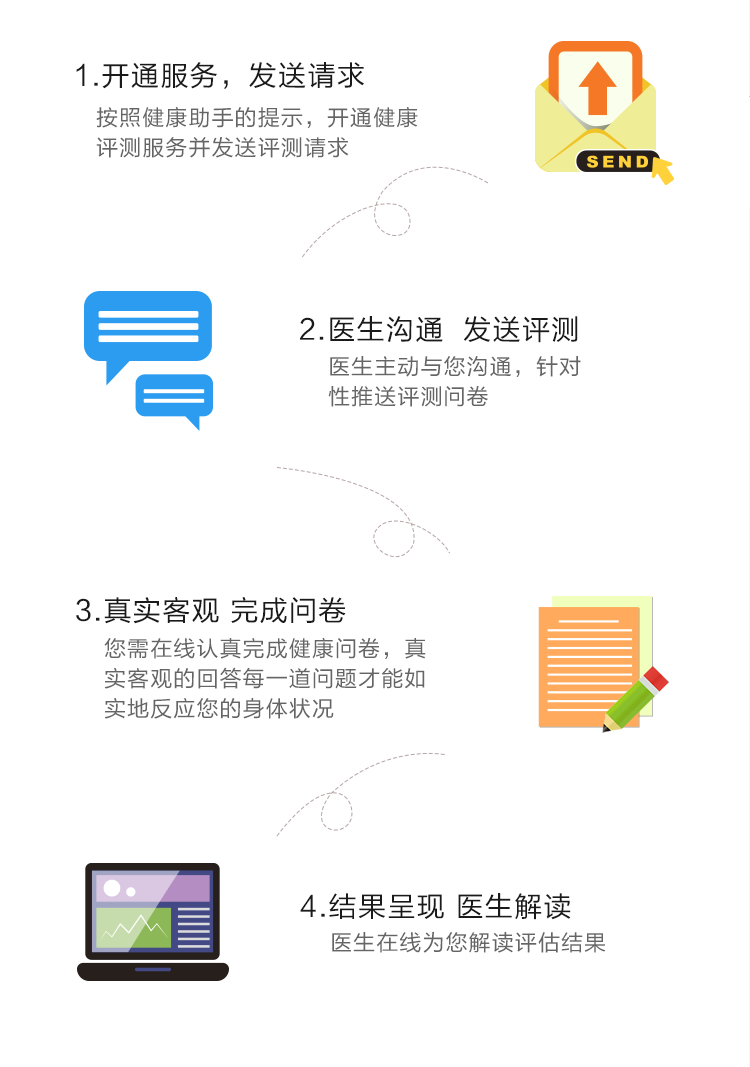 1.开通服务，发送请求
按照健康助手的提示，开通健康
评测服务并发送评测请求
SEND
2.医生沟通 发送评测
医生主动与您沟通，针对
性推送评测问卷
3.真实客观 完成问卷
您需在线认真完成健康问卷，真
实客观的回答每一道问题才能如
实地反应您的身体状况
4.结果呈现 医生解读
医生在线为您解读评估结果